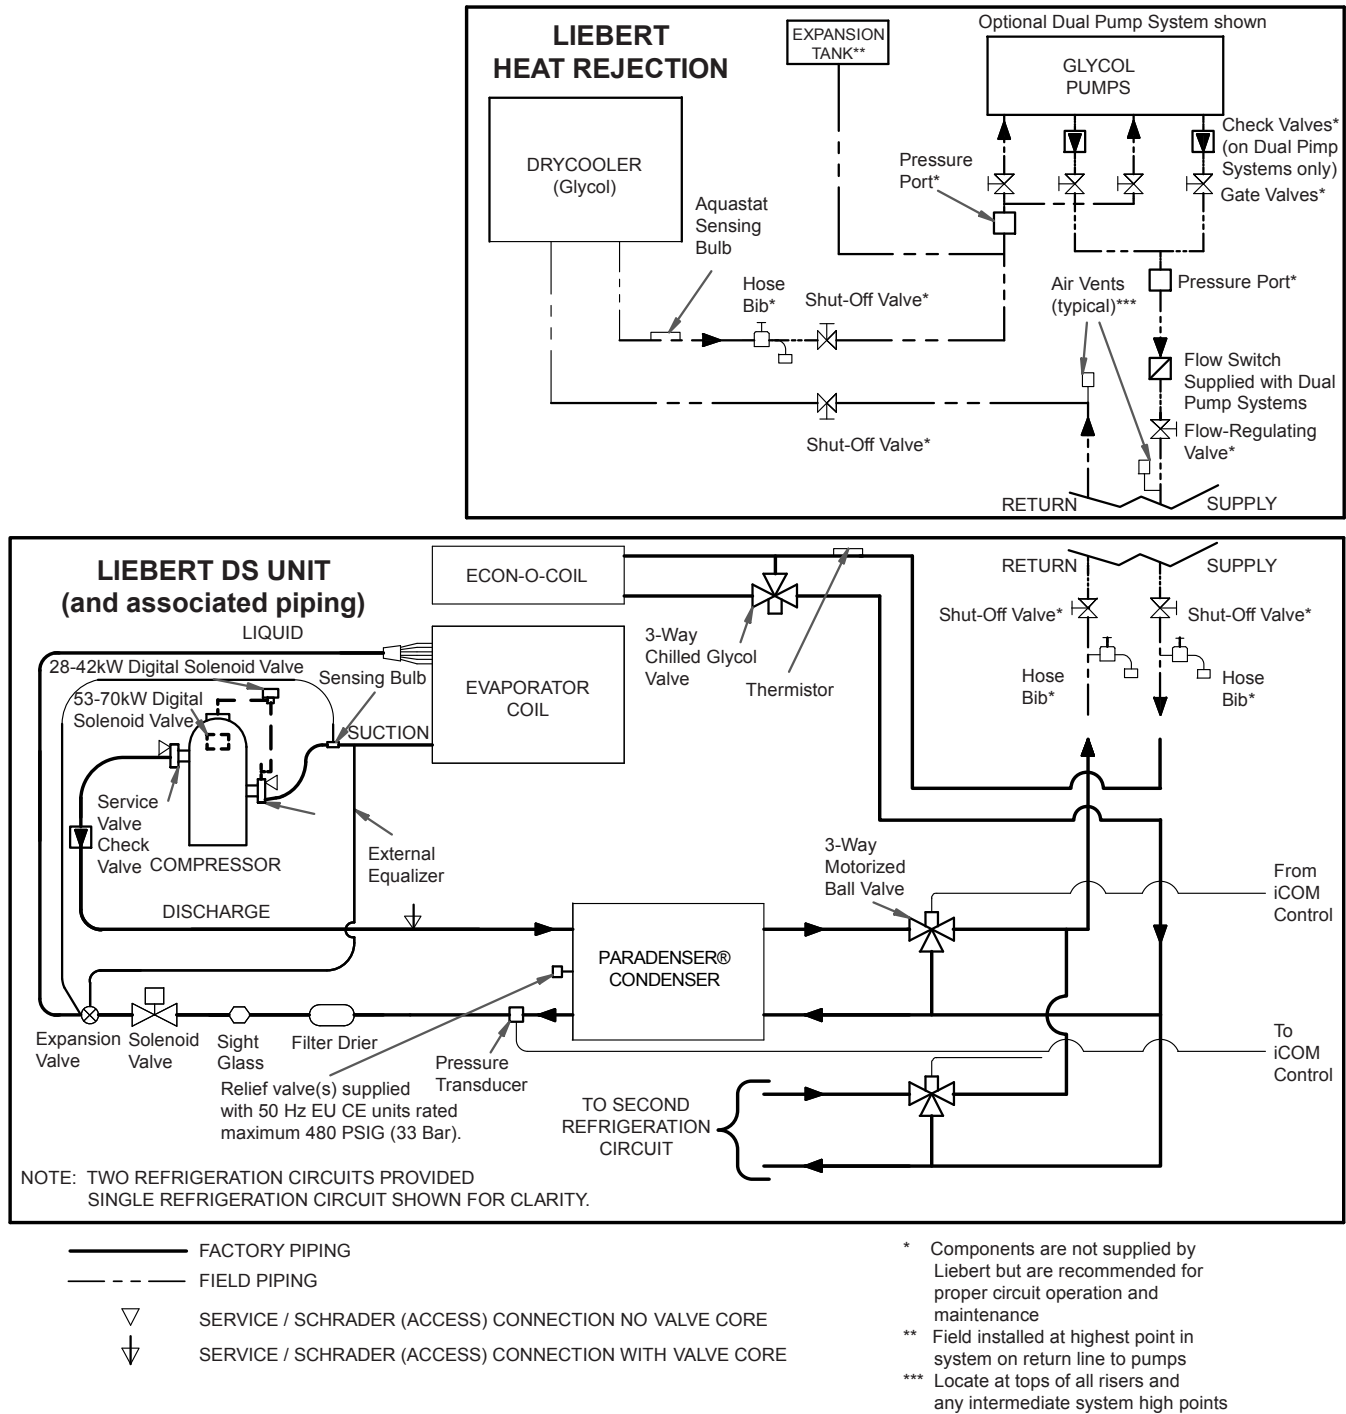 LIEBERT
HEAT REJECTION
EXPANSION
TANK**
Optional Dual Pump System shown
GLYCOL
PUMPS
DRYCOOLER
(Glycol)
Check Valves*
(on Dual Pimp
Systems only)
Gate Valves*
Pressure
Port*
Aquastat
Sensing
Bulb
Hose
Bib*
Shut-Off Valve*
Air Vents
(typical)***
Pressure Port*
Flow Switch
Supplied with Dual
Pump Systems
Flow-Regulating
Valve*
Shut-Off Valve*
RETURN
SUPPLY
LIEBERT DS UNIT
(and associated piping)
ECON-O-COIL
RETURN
SUPPLY
Shut-Off Valve*
Shut-Off Valve*
LIQUID
28-42kW Digital Solenoid Valve
Sensing Bulb
53-70kW Digital
Solenoid Valve
EVAPORATOR
COIL
3-Way
Chilled Glycol
Valve
Thermistor
Hose
Bib*
Hose
Bib*
SUCTION
Service
Valve
Check
Valve
COMPRESSOR
External
Equalizer
3-Way
Motorized
Ball Valve
From
iCOM
Control
DISCHARGE
PARADENSER®
CONDENSER
Expansion
Valve
Solenoid
Valve
Sight
Glass
Filter Drier
Pressure
Transducer
To
iCOM
Control
Relief valve(s) supplied
with 50 Hz EU CE units rated
maximum 480 PSIG (33 Bar).
TO SECOND
REFRIGERATION
CIRCUIT
NOTE: TWO REFRIGERATION CIRCUITS PROVIDED
SINGLE REFRIGERATION CIRCUIT SHOWN FOR CLARITY.
FACTORY PIPING
FIELD PIPING
SERVICE / SCHRADER (ACCESS) CONNECTION NO VALVE CORE
SERVICE / SCHRADER (ACCESS) CONNECTION WITH VALVE CORE
* Components are not supplied by
Liebert but are recommended for
proper circuit operation and
maintenance
** Field installed at highest point in
system on return line to pumps
*** Locate at tops of all risers and
any intermediate system high points